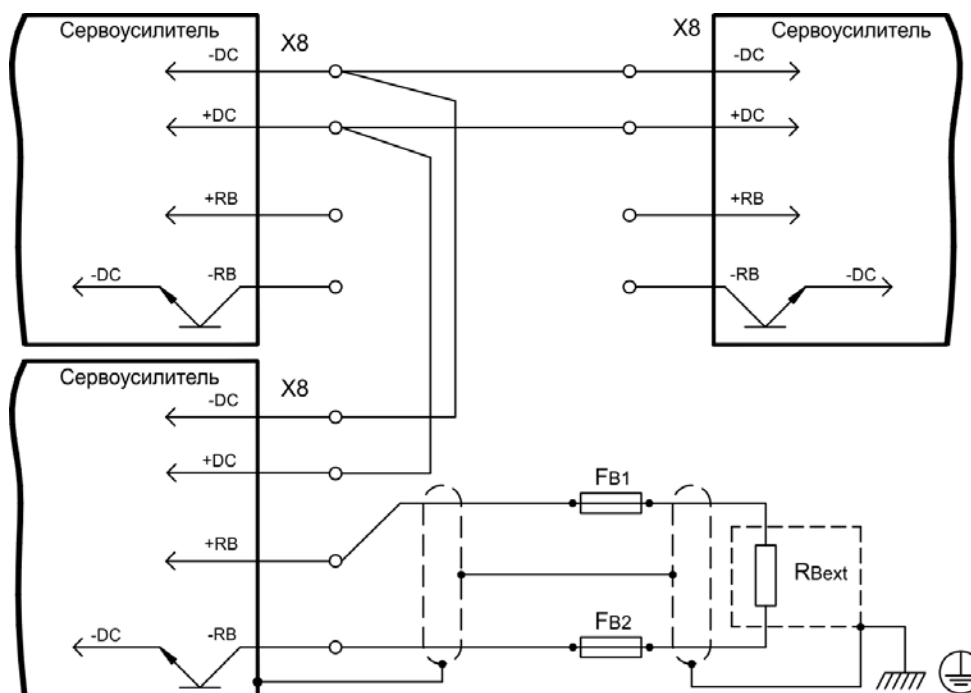 Сервоусилитель
X8
-DC
+DC
+RB
-DC
-RB
X8
Сервоусилитель
-DC
+DC
+RB
-RB
-DC
Сервоусилитель
X8
-DC
+DC
+RB
-DC
-RB
FB1
RBext
FB2